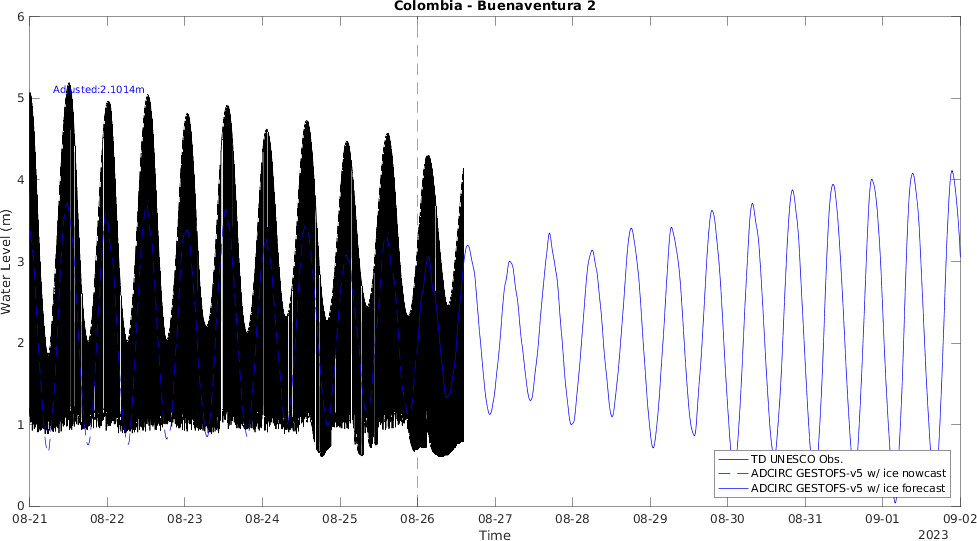 Colombia - Buenaventura 2
6
Adjusted:2.1014m
5
4
3
2
1
0
Water Level (m)
TD UNESCO Obs.
ADCIRC GESTOFS-v5 w/ ice nowcast
ADCIRC GESTOFS-v5 w/ ice forecast
08-21 08-22 08-23 08-24 08-25 08-26 08-27 08-28 08-29 08-30 08-31 09-01 09-02
Time
2023